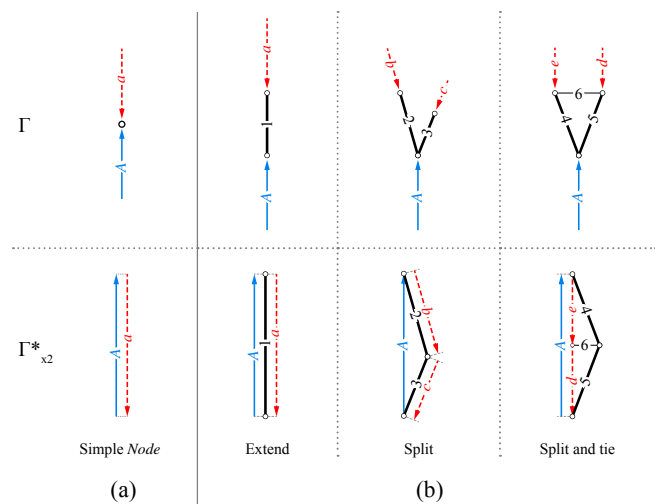 a
A
Γ
a
1
A
b
c
2
3
A
e
d
6
4
5
A
Γ*x2
A
a
A
1
a
2
b
A
3
c
4
e
A
6
d
5
Simple Node
Extend
Split
Split and tie
(a)
(b)